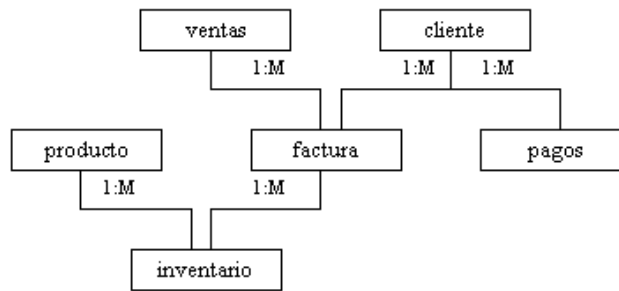 ventas cliente
1:M 1:M 1:M
producto factura pagos
1:M 1:M
inventario